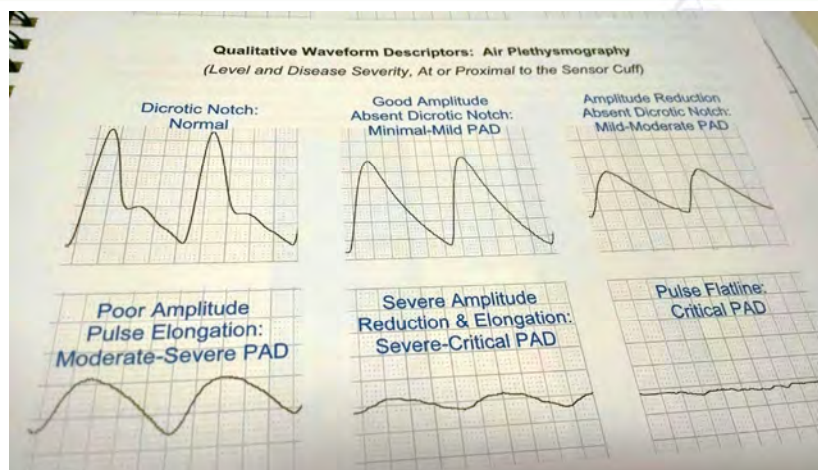 Qualitative Waveform Descriptors: Air Plethysmography
(Level and Disease Severity, At or Proximal to the Sensor Cuff)
Dicrotic Notch:
Normal
Good Amplitude
Absent Dicrotic Notch:
Minimal-Mild PAD
Amplitude Reduction
Absent Dicrotic Notch:
Mild-Moderate PAD
Poor Amplitude
Pulse Elongation:
Moderate-Severe PAD
Severe Amplitude
Reduction & Elongation:
Severe-Critical PAD
Pulse Flatline:
Critical PAD